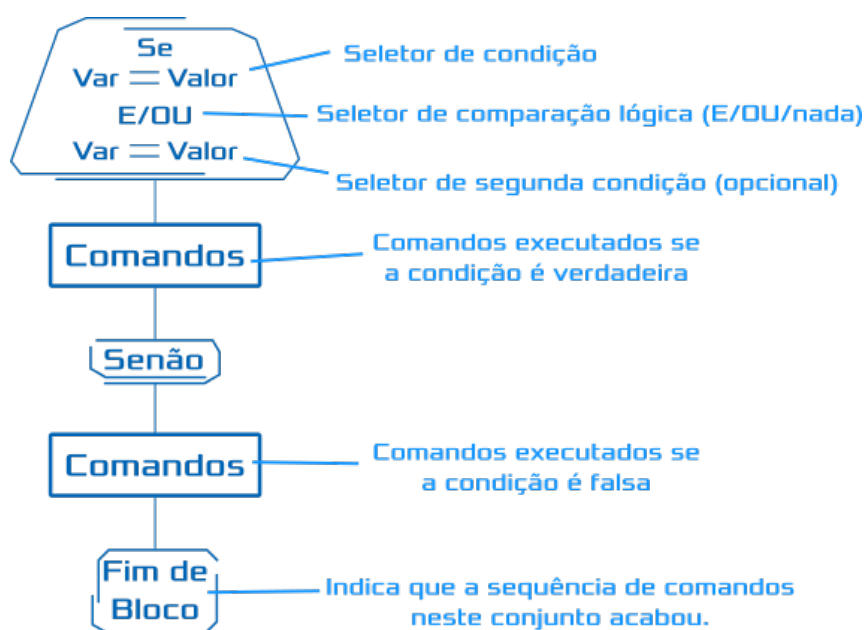 Se
Var = Valor
Seletor de condição
E/OU
Seletor de comparação lógica (E/OU/nada)
Var = Valor
Seletor de segunda condição (opcional)
Comandos
Comandos executados se
a condição é verdadeira
Senão
Comandos
Comandos executados se
a condição é falsa
Fim de
Bloco
Indica que a sequência de comandos
neste conjunto acabou.